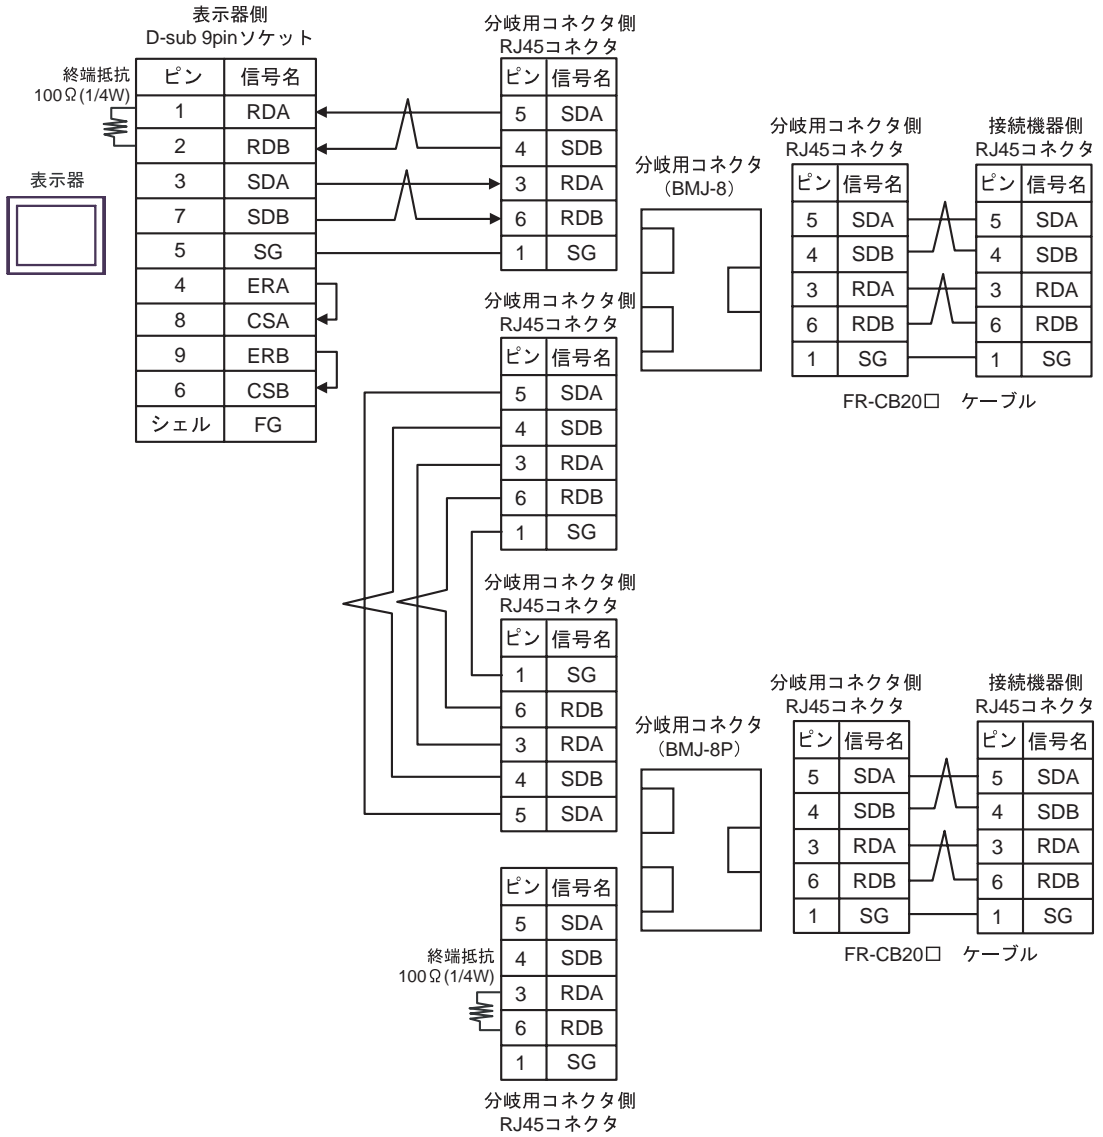 表示器側
D-sub 9pinソケット
終端抵抗
100Ω(1/4W)
ピン 信号名
1 RDA
2 RDB
3 SDA
7 SDB
5 SG
4 ERA
8 CSA
9 ERB
6 CSB
シェル FG
表示器
分岐用コネクタ側
RJ45コネクタ
ピン 信号名
5 SDA
4 SDB
3 RDA
6 RDB
1 SG
分岐用コネクタ
（BMJ-8）
分岐用コネクタ側
RJ45コネクタ
ピン 信号名
5 SDA
4 SDB
3 RDA
6 RDB
1 SG
接続機器側
RJ45コネクタ
ピン 信号名
5 SDA
4 SDB
3 RDA
6 RDB
1 SG
FR-CB20□ ケーブル
分岐用コネクタ側
RJ45コネクタ
ピン 信号名
5 SDA
4 SDB
3 RDA
6 RDB
1 SG
分岐用コネクタ側
RJ45コネクタ
ピン 信号名
1 SG
6 RDB
3 RDA
4 SDB
5 SDA
分岐用コネクタ
（BMJ-8P）
分岐用コネクタ側
RJ45コネクタ
ピン 信号名
5 SDA
4 SDB
3 RDA
6 RDB
1 SG
接続機器側
RJ45コネクタ
ピン 信号名
5 SDA
4 SDB
3 RDA
6 RDB
1 SG
FR-CB20□ ケーブル
終端抵抗
100Ω(1/4W)
ピン 信号名
5 SDA
4 SDB
3 RDA
6 RDB
1 SG
分岐用コネクタ側
RJ45コネクタ